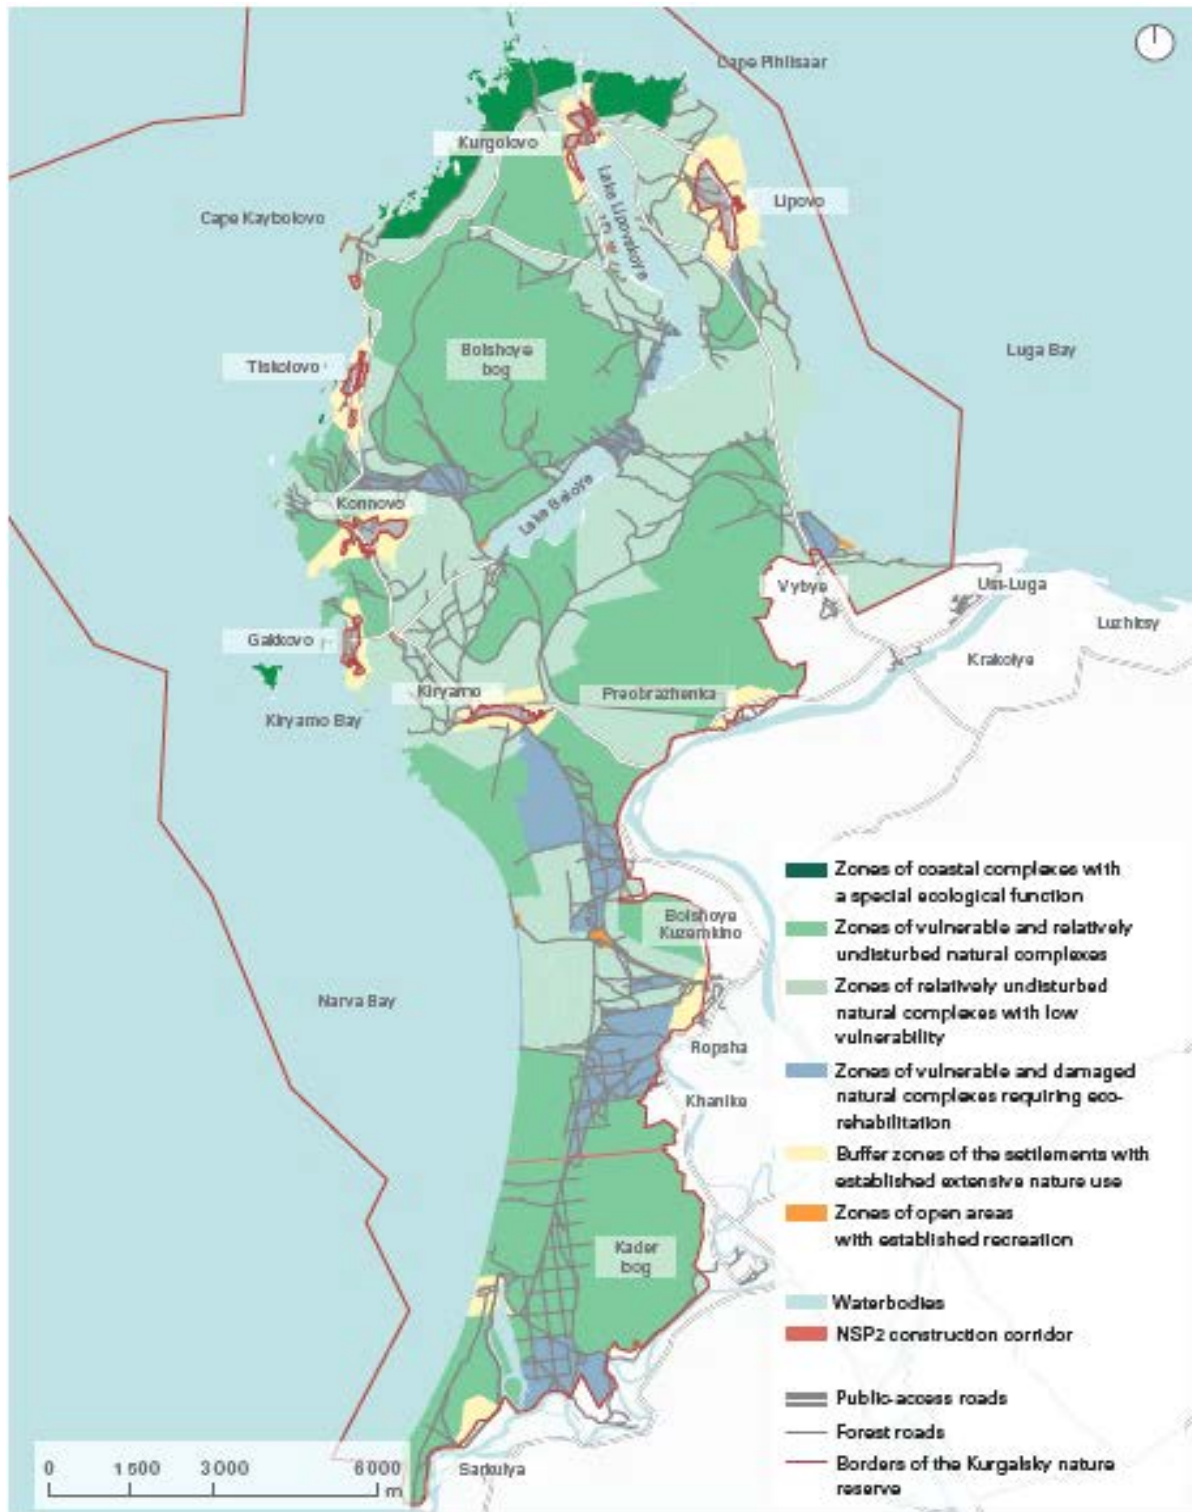 Cape Pihlisaar
Kurgolovo
Lake Lipovskoye
Lipovo
Cape Kaybolovo
Luga Bay
Tiskolovo
Bolshoye
bog
Konnovo
Lake Beloye
Vybye
Ust-Luga
Luzhitsy
Gakkovo
Krakolye
Kiryamo
Preobrazhenka
Kiryamo Bay
Bolshoye
Kuzemkino
Narva Bay
Ropsha
Khanike
Kader
bog
Sarkulya
Zones of coastal complexes with
a special ecological function
Zones of vulnerable and relatively
undisturbed natural complexes
Zones of relatively undisturbed
natural complexes with low
vulnerability
Zones of vulnerable and damaged
natural complexes requiring eco-
rehabilitation
Buffer zones of the settlements with
established extensive nature use
Zones of open areas
with established recreation
Waterbodies
NSP2 construction corridor
Public-access roads
Forest roads
Borders of the Kurgalsky nature
reserve
0 1 500 3 000 6 000
m